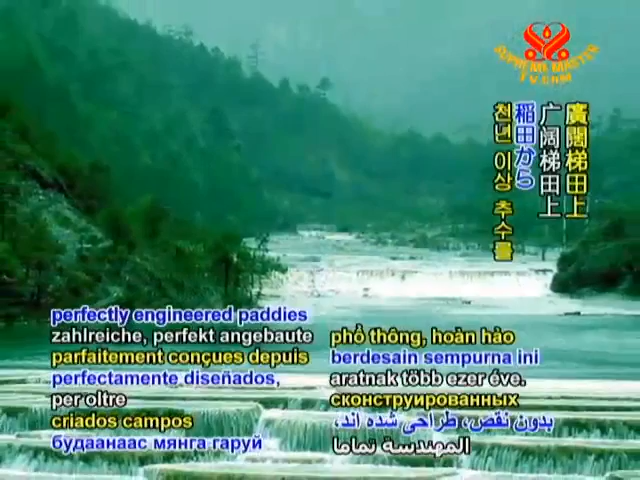 SUPREME MASTER
TV.COM
廣闊梯田上
广阔梯田上
稲田から
천년 이상 추수를
perfectly engineered paddies
zahlreiche, perfekt angebaute
parfaitement conçues depuis
perfectamente diseñados,
per oltre
criados campos
будаанаас мянга гаруй
phổ thông, hoàn hảo
berdesain sempurna ini
aratnak több ezer éve.
сконструированных
بدون نقص، طراحی شده اند،
المهندسة تماما